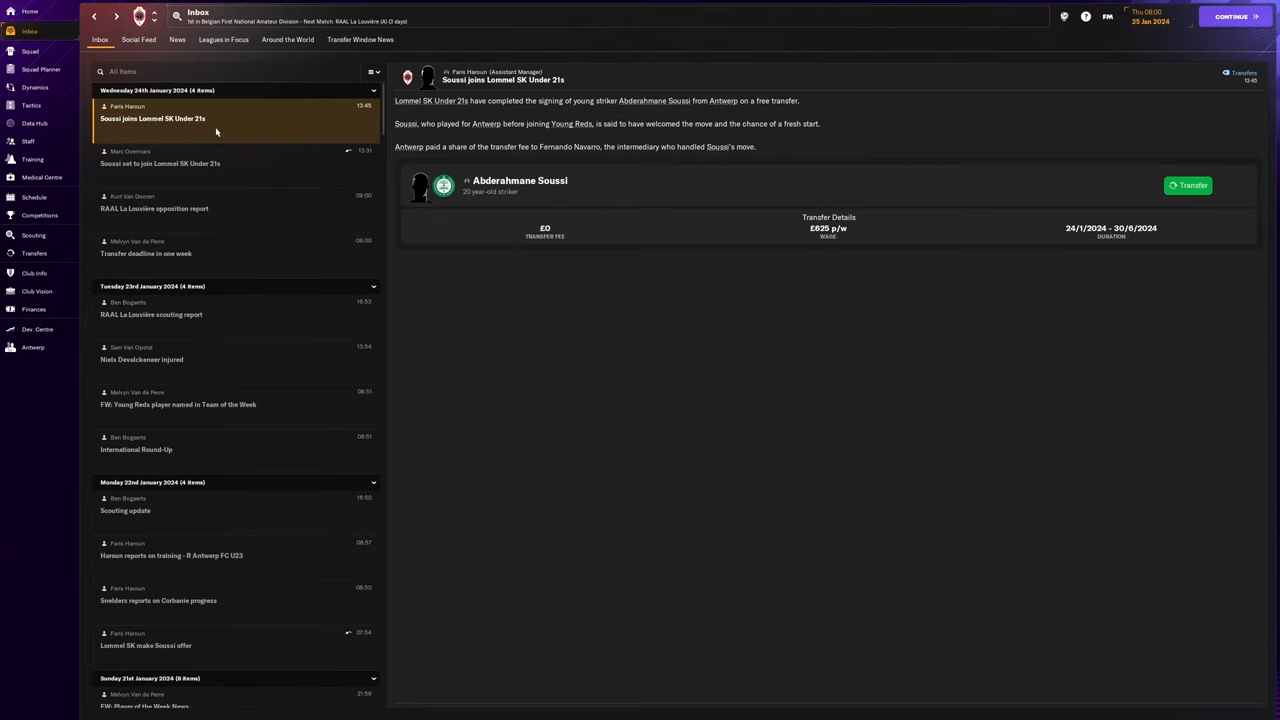 Home
Inbox
Squad
Squad Planner
Dynamics
Tactics
Data Hub
Staff
Training
Medical Centre
Schedule
Competitions
Scouting
Transfers
Club Info
Club Vision
Finances
Dev. Centre
Antwerp
Inbox
1st in Belgian First National Amateur Division - Next Match: RAAL La Louvière (A) (3 days)
FM
Thu 08:00
25 Jan 2024
CONTINUE
Inbox
Social Feed
News
Leagues in Focus
Around the World
Transfer Window News
All Items
Wednesday 24th January 2024 (4 items)
Faris Haroun 13:45
Soussi joins Lommel SK Under 21s
Marc Overmars 13:31
Soussi set to join Lommel SK Under 21s
Kurt Van Dooren 09:00
RAAL La Louvière opposition report
Melvyn Van de Perre 08:00
Transfer deadline in one week
Tuesday 23rd January 2024 (4 items)
Ben Bogaerts 16:53
RAAL La Louvière scouting report
Sam Van Opstal 13:54
Niels Devalckeneer injured
Melvyn Van de Perre 08:51
FW: Young Reds player named in Team of the Week
Ben Bogaerts 08:51
International Round-Up
Monday 22nd January 2024 (4 items)
Ben Bogaerts 16:50
Scouting update
Faris Haroun 08:57
Haroun reports on training - R Antwerp FC U23
Faris Haroun 08:50
Snelders reports on Corbanie progress
Faris Haroun 07:54
Lommel SK make Soussi offer
Sunday 21st January 2024 (8 items)
Melvyn Van de Perre 21:59
FW: Player of the Week News
Faris Haroun (Assistant Manager)
Soussi joins Lommel SK Under 21s
Transfers
13:45
Lommel SK Under 21s have completed the signing of young striker Abderahmane Soussi from Antwerp on a free transfer.
Soussi, who played for Antwerp before joining Young Reds, is said to have welcomed the move and the chance of a fresh start.
Antwerp paid a share of the transfer fee to Fernando Navarro, the intermediary who handled Soussi's move.
Abderahmane Soussi
20 year-old striker
Transfer
Transfer Details
£0
TRANSFER FEE
£625 p/w
WAGE
24/1/2024 - 30/6/2024
DURATION